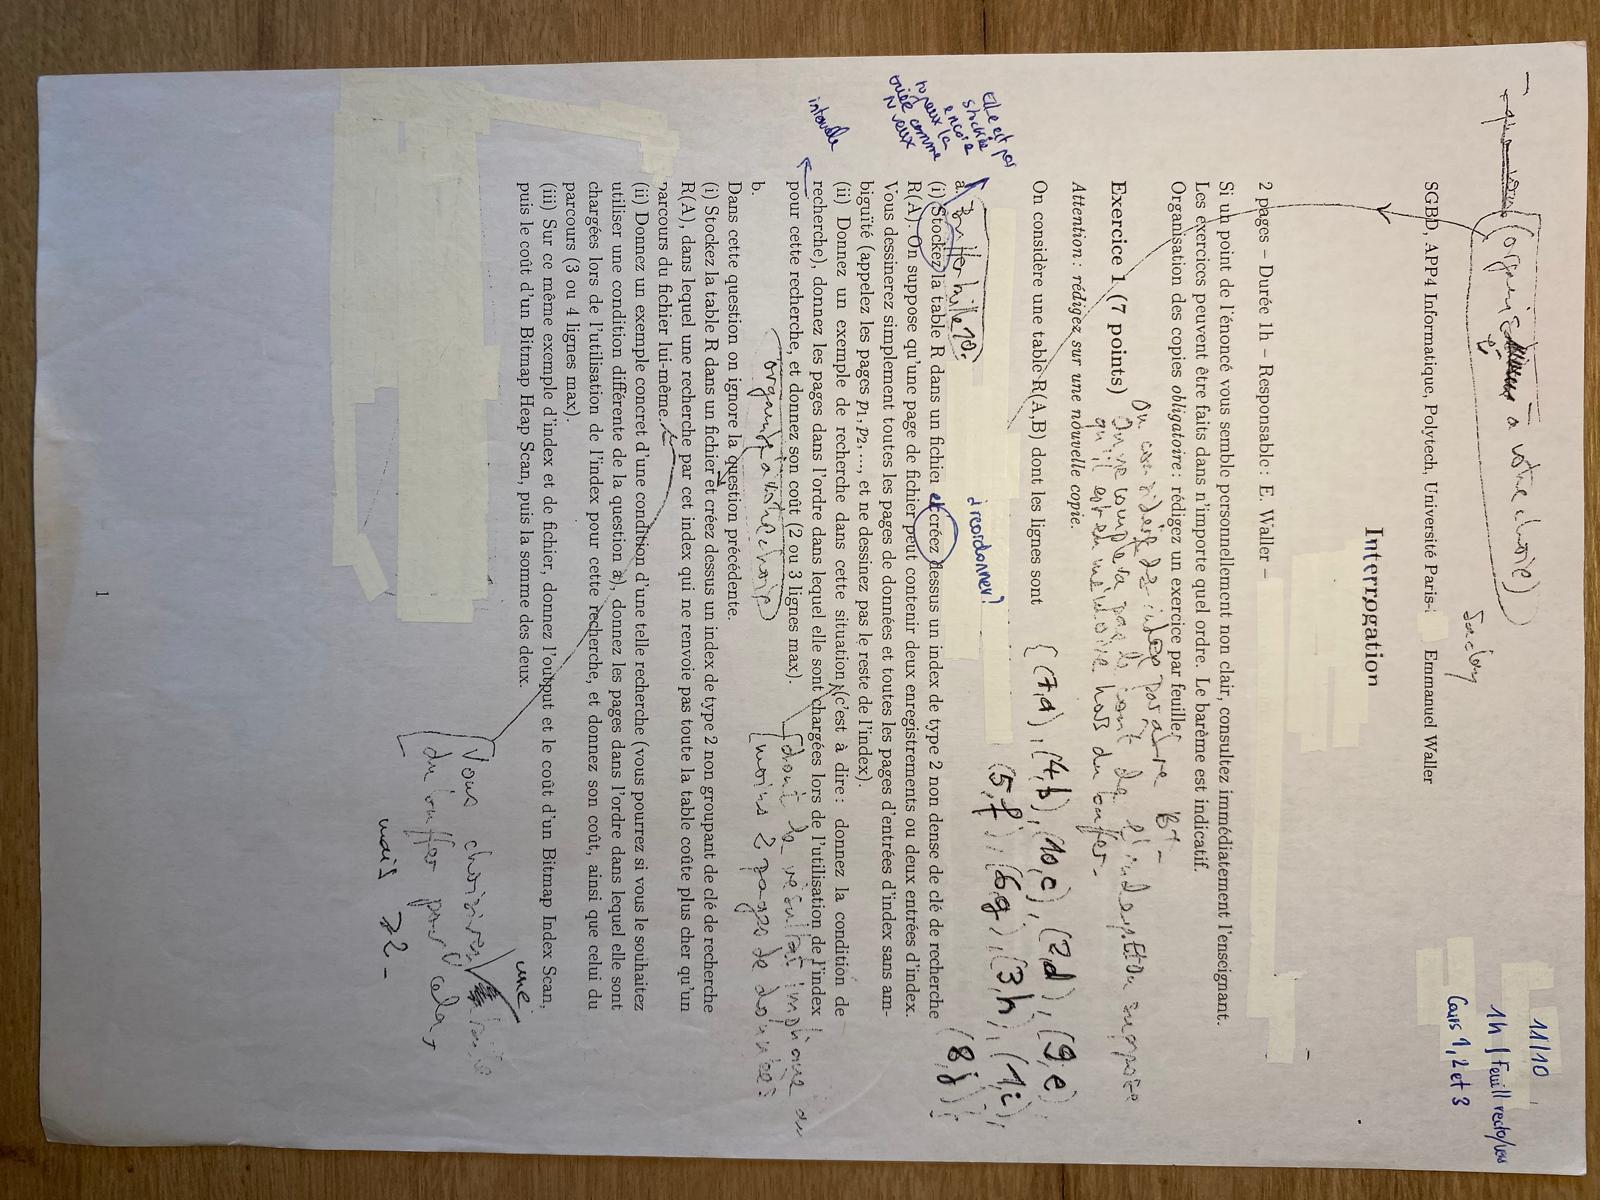 (organisé à votre choix)
11/10
1h | Feuill recto/verso
Cours 1, 2 et 3
Saclay
SGBD, APP4 Informatique, Polytech, Université Paris- Emmanuel Waller
Interrogation
2 pages – Durée 1h – Responsable : E. Waller –
Si un point de l'énoncé vous semble personnellement non clair, consultez immédiatement l'enseignant.
Les exercices peuvent être faits dans n'importe quel ordre. Le barème est indicatif.
Organisation des copies obligatoire : rédigez un exercice par feuille.
On considère des index par arbre B+.
Exercice 1 (7 points) On ne comptera pas le coût de l'index, on suppose
qu'il est en mémoire hors du buffer.
Attention : rédigez sur une nouvelle copie.
On considère une table R(A,B) dont les lignes sont {(7,a), (4,b), (10,c), (2,d), (9,e),
(5,f), (6,g), (3,h), (1,i),
(8,j)}
Elle est pas
stockée
encore
tu peux la
triée comme
tu veux
à reordonner ?
a. Buffer taille 10.
(i) Stockez la table R dans un fichier et créez dessus un index de type 2 non dense de clé de recherche
R(A). On suppose qu'une page de fichier peut contenir deux enregistrements ou deux entrées d'index.
Vous dessinerez simplement toutes les pages de données et toutes les pages d'entrées d'index sans am-
biguïté (appelez les pages p1, p2, ..., et ne dessinez pas le reste de l'index).
(ii) Donnez un exemple de recherche dans cette situation (c'est à dire : donnez la condition de
recherche), donnez les pages dans l'ordre dans lequel elle sont chargées lors de l'utilisation de l'index
pour cette recherche, et donnez son coût (2 ou 3 lignes max).
intervalle
dont le résultat implique au
moins 2 pages de données
organisé à votre choix
b.
Dans cette question on ignore la question précédente.
(i) Stockez la table R dans un fichier et créez dessus un index de type 2 non groupant de clé de recherche
R(A), dans lequel une recherche par cet index qui ne renvoie pas toute la table coûte plus cher qu'un
parcours du fichier lui-même.
(ii) Donnez un exemple concret d'une condition d'une telle recherche (vous pourrez si vous le souhaitez
utiliser une condition différente de la question a), donnez les pages dans l'ordre dans lequel elle sont
chargées lors de l'utilisation de l'index pour cette recherche, et donnez son coût, ainsi que celui du
parcours (3 ou 4 lignes max).
(iii) Sur ce même exemple d'index et de fichier, donnez l'output et le coût d'un Bitmap Index Scan,
puis le coût d'un Bitmap Heap Scan, puis la somme des deux.
une
Vous choisirez taille
du buffer pour cela,
mais ≥2.
1